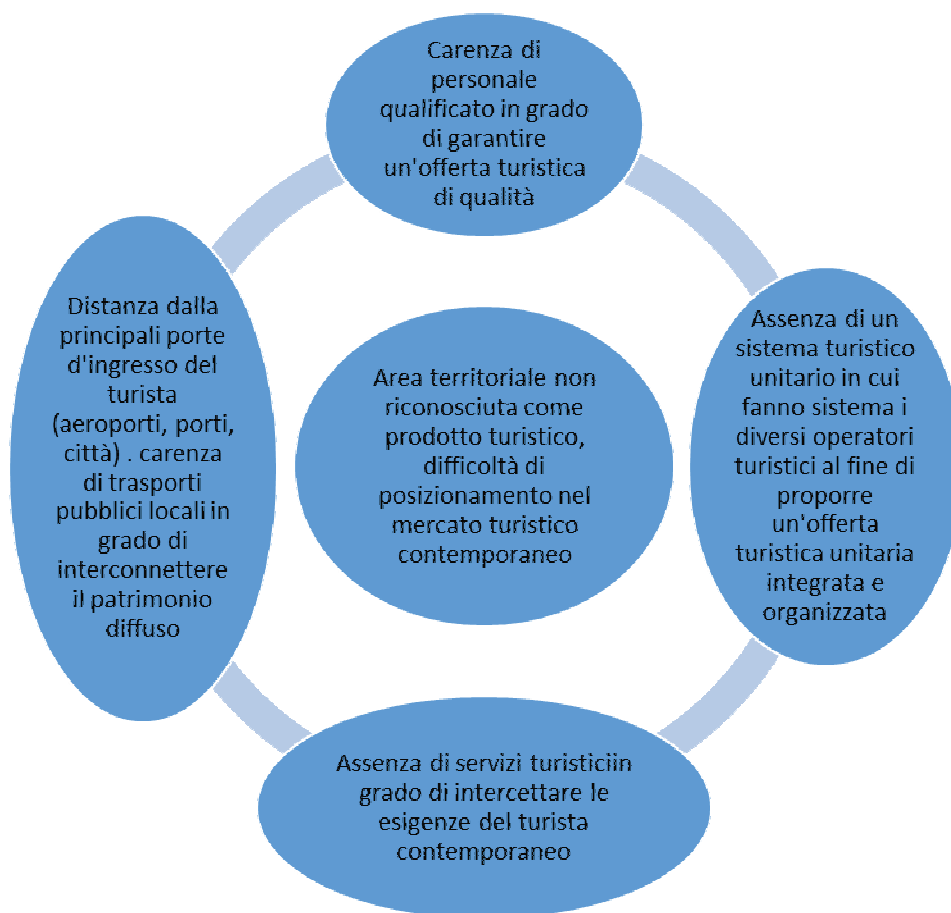 Carenza di
personale
qualificato in grado
di garantire
un'offerta turistica
di qualità
Distanza dalla
principali porte
d'ingresso del
turista
(aeroporti, porti,
città) . carenza
di trasporti
pubblici locali in
grado di
interconnettere
il patrimonio
diffuso
Area territoriale non
riconosciuta come
prodotto turistico,
difficoltà di
posizionamento nel
mercato turistico
contemporaneo
Assenza di un
sistema turistico
unitario in cui
fanno sistema i
diversi operatori
turistici al fine di
proporre
un'offerta
turistica unitaria
integrata e
organizzata
Assenza di servizi turisticiin
grado di intercettare le
esigenze del turista
contemporaneo